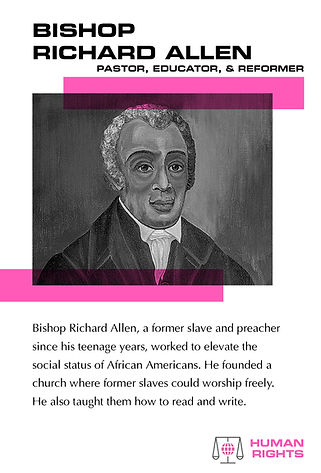 BISHOP
RICHARD ALLEN
PASTOR, EDUCATOR, & REFORMER
Bishop Richard Allen, a former slave and preacher
since his teenage years, worked to elevate the
social status of African Americans. He founded a
church where former slaves could worship freely.
He also taught them how to read and write.
HUMAN
RIGHTS